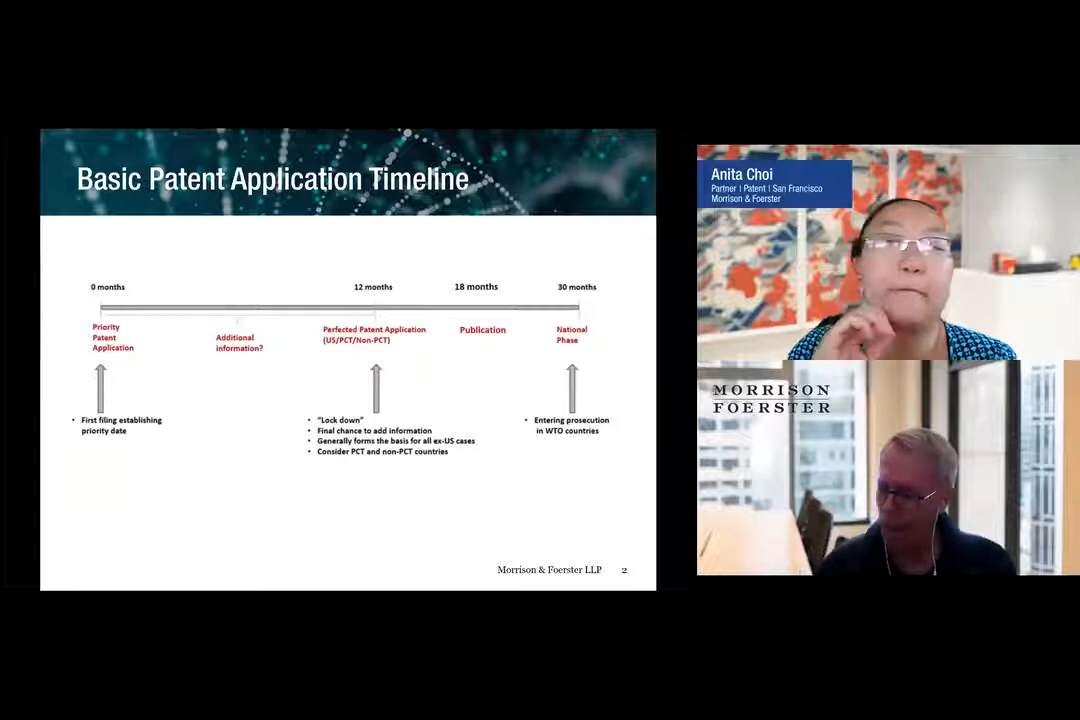 Basic Patent Application Timeline
0 months
12 months
18 months
30 months
Priority
Patent
Application
Additional
information?
Perfected Patent Application
(US/PCT/Non-PCT)
Publication
National
Phase
• First filing establishing
priority date
• “Lock down”
• Final chance to add information
• Generally forms the basis for all ex-US cases
• Consider PCT and non-PCT countries
• Entering prosecution
in WTO countries
Morrison & Foerster LLP 2
Anita Choi
Partner | Patent | San Francisco
Morrison & Foerster
MORRISON
FOERSTER